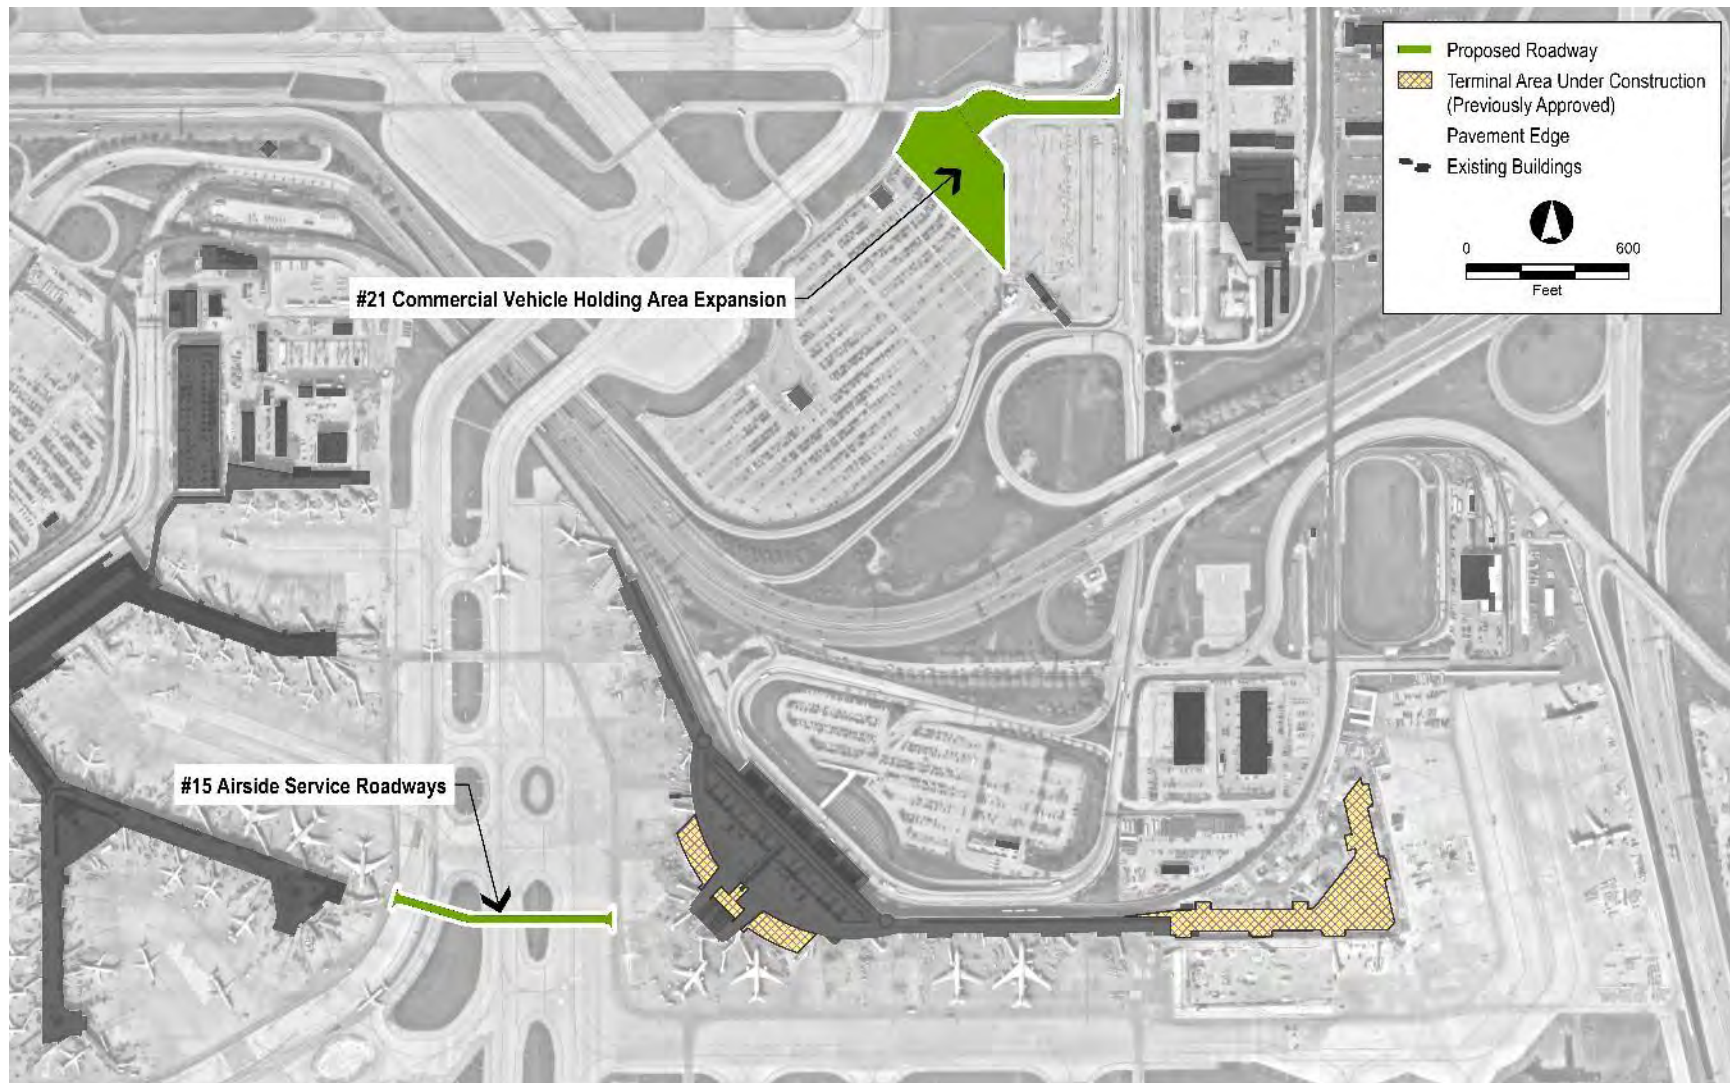 Proposed Roadway
Terminal Area Under Construction
(Previously Approved)
Pavement Edge
Existing Buildings
0 600
Feet
#21 Commercial Vehicle Holding Area Expansion
#15 Airside Service Roadways